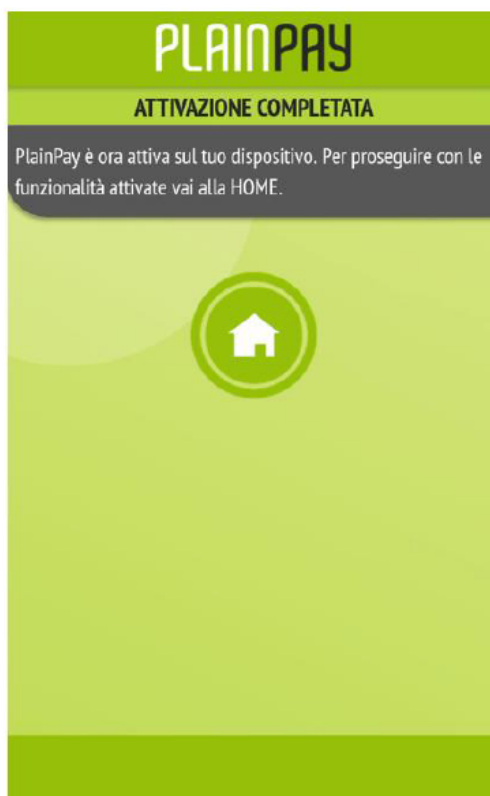 PLAINPAY
ATTIVAZIONE COMPLETATA
PlainPay è ora attiva sul tuo dispositivo. Per proseguire con le
funzionalità attivate vai alla HOME.